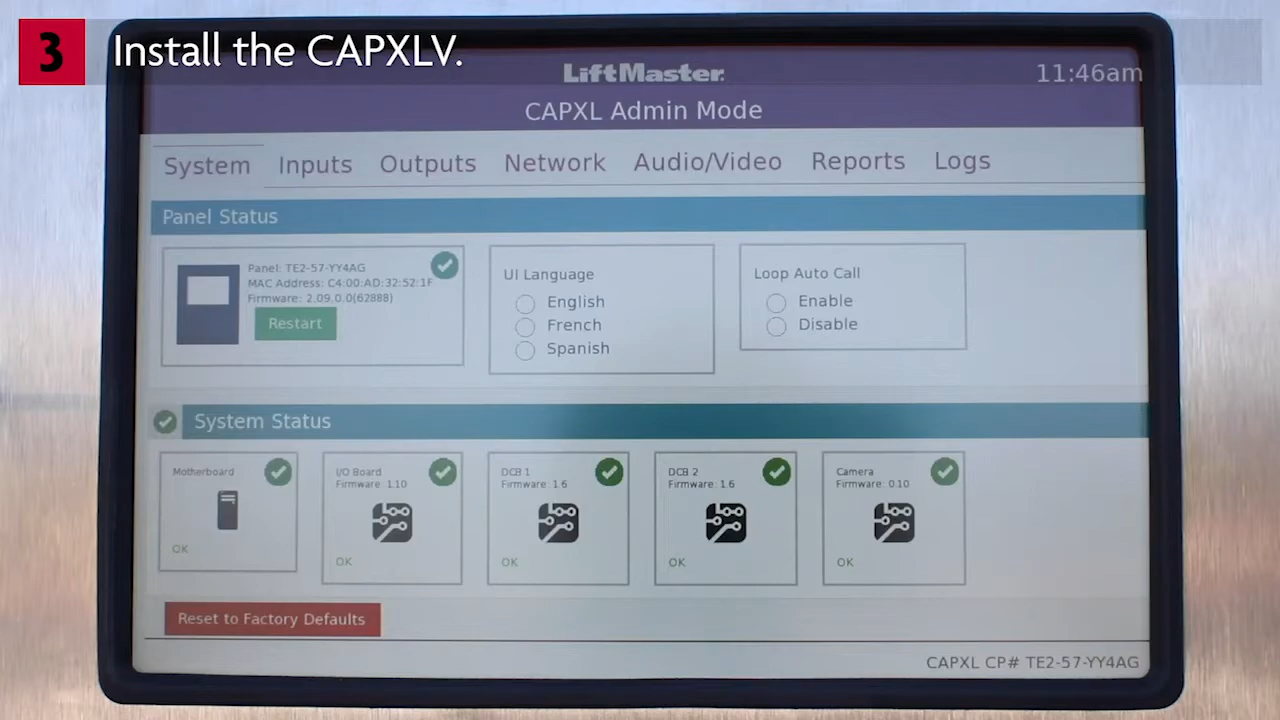 3 Install the CAPXLV.
LiftMaster
11:46am
CAPXL Admin Mode
System Inputs Outputs Network Audio/Video Reports Logs
Panel Status
Panel: TE2-57-YY4AG
MAC Address: C4:00:AD:32:52:1F
Firmware: 2.09.0.0(62888)
Restart
UI Language
English
French
Spanish
Loop Auto Call
Enable
Disable
System Status
Motherboard
OK
I/O Board
Firmware: 1.10
OK
DCB 1
Firmware: 1.6
OK
DCB 2
Firmware: 1.6
OK
Camera
Firmware: 0.10
OK
Reset to Factory Defaults
CAPXL CP# TE2-57-YY4AG